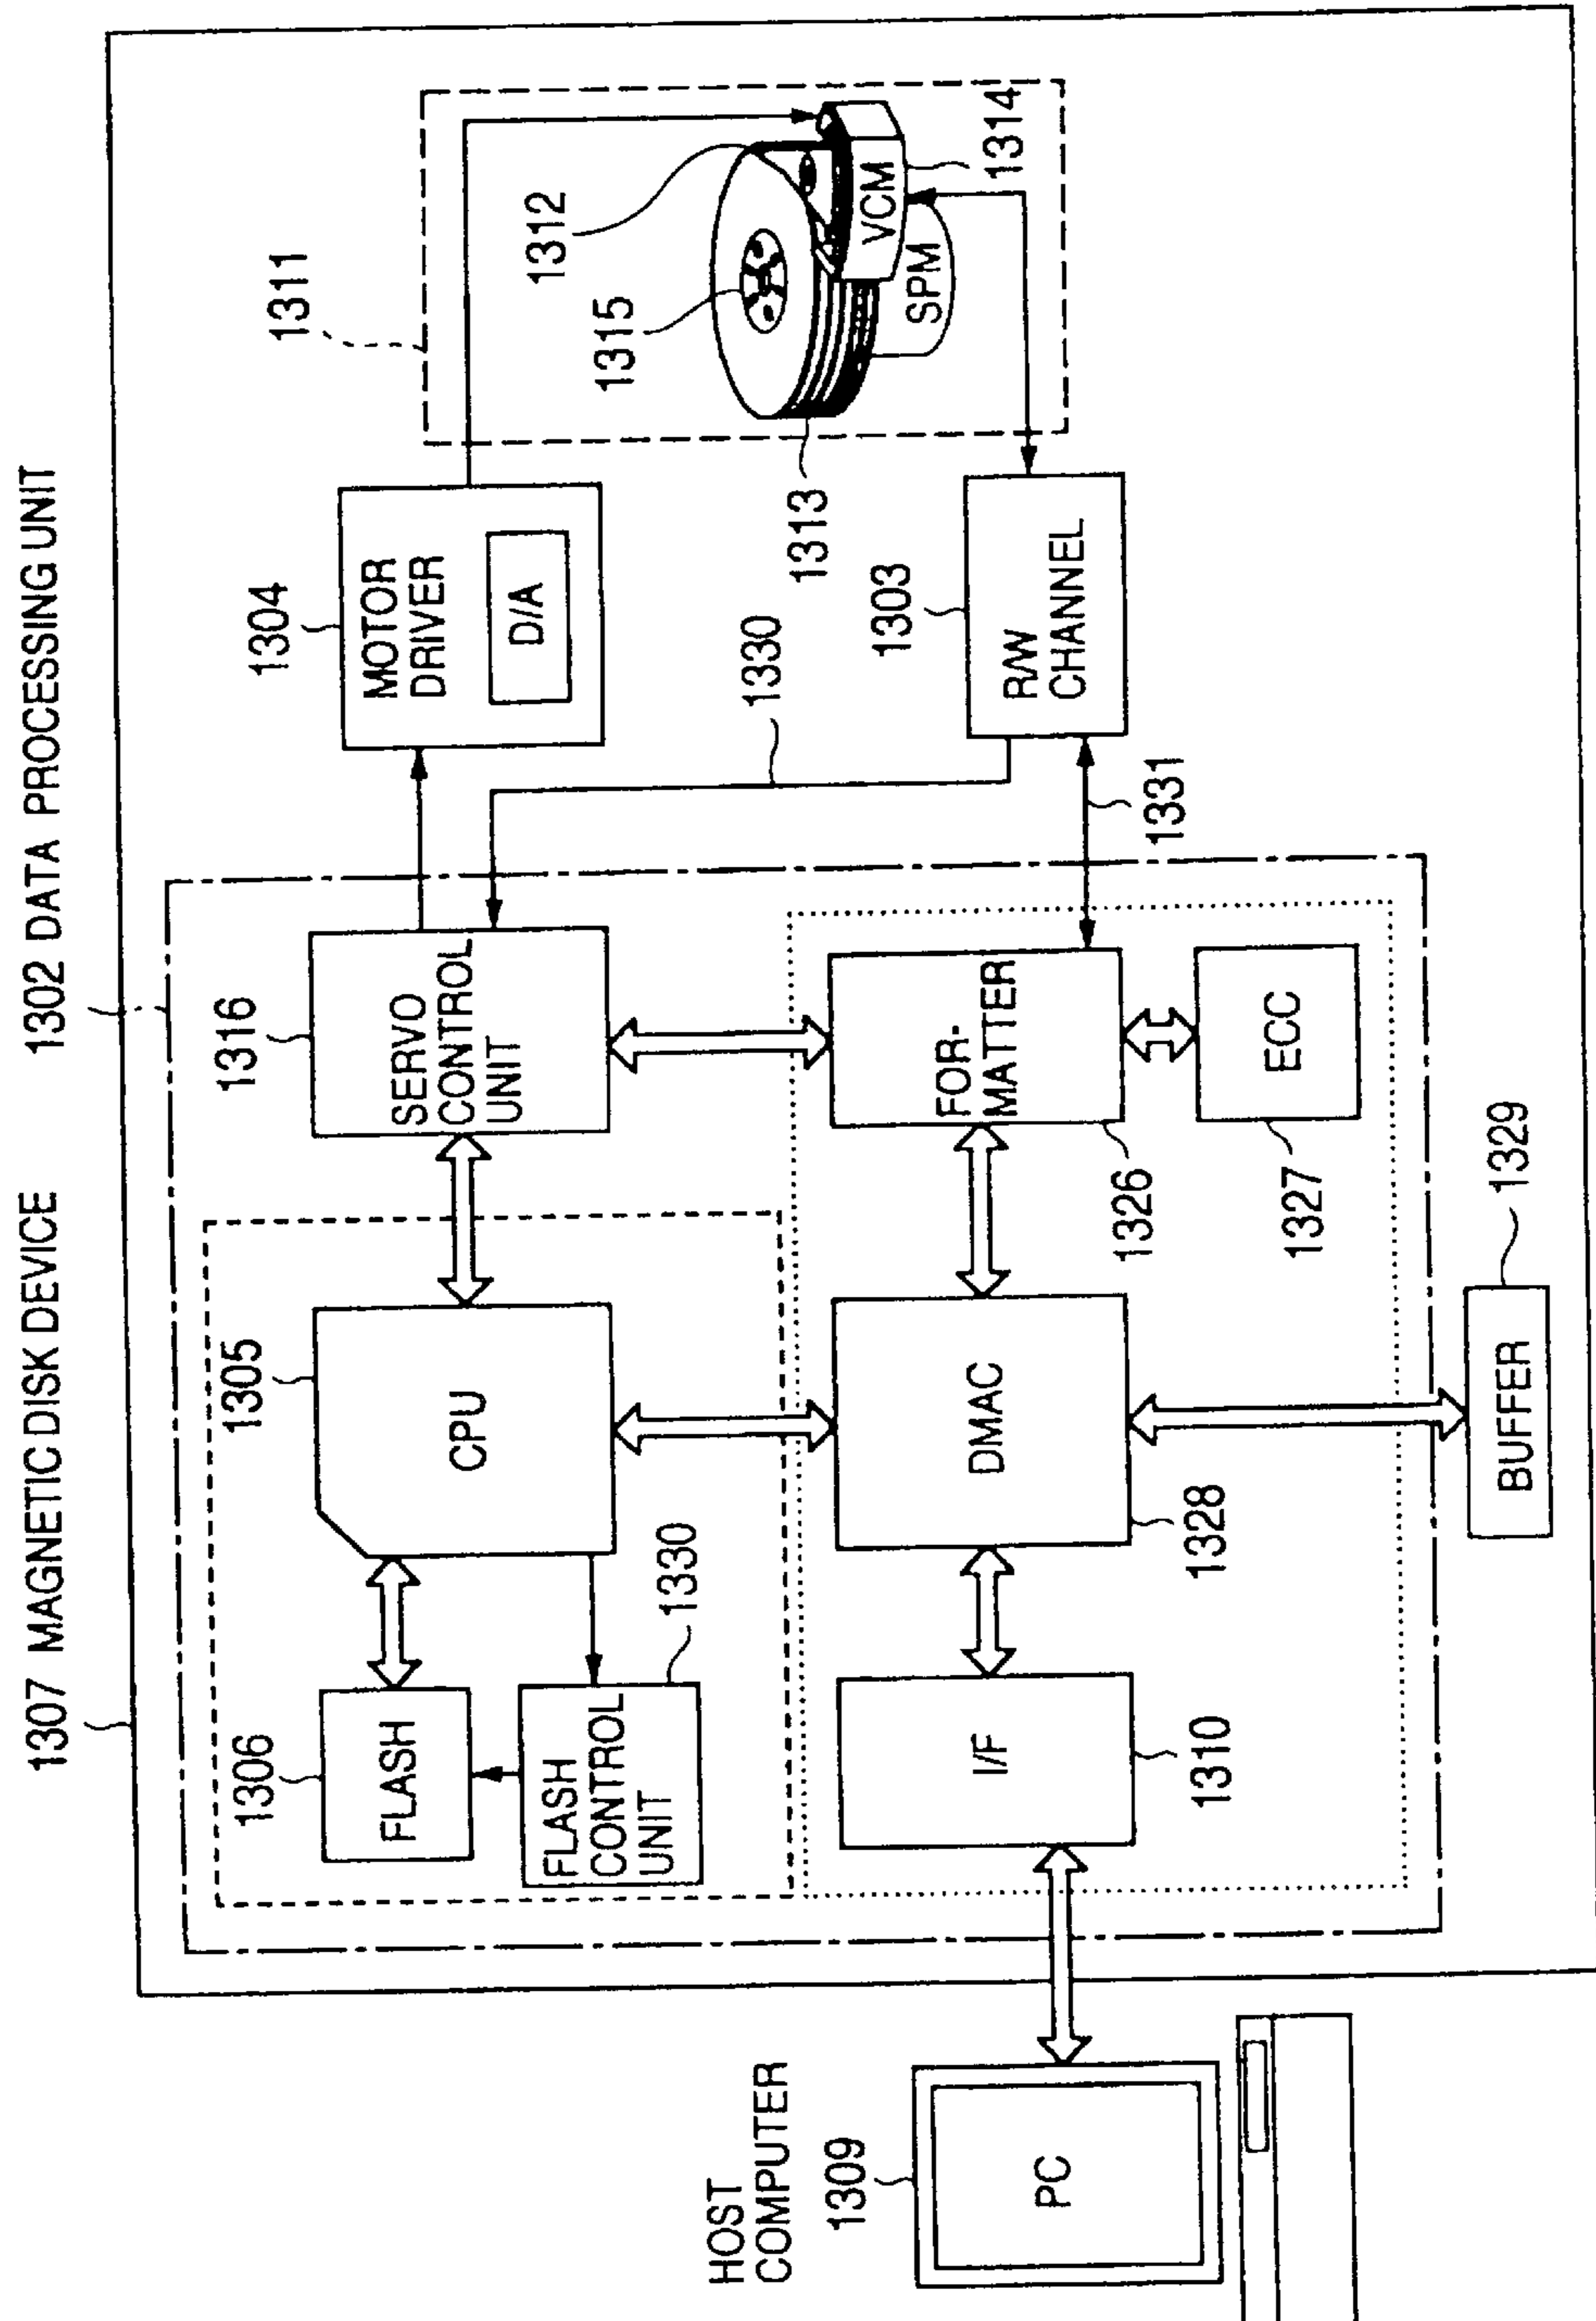 1307 MAGNETIC DISK DEVICE
1302 DATA PROCESSING UNIT
1306
FLASH
FLASH
CONTROL
UNIT
1330
1305
CPU
1316
SERVO
CONTROL
UNIT
1304
MOTOR
DRIVER
D/A
1311
1312
1315
1313
VCM
SPM
1314
1330
1303
R/W
CHANNEL
1331
HOST
COMPUTER
1309
PC
I/F
1310
DMAC
1328
FOR-
MATTER
1326
ECC
1327
BUFFER
1329